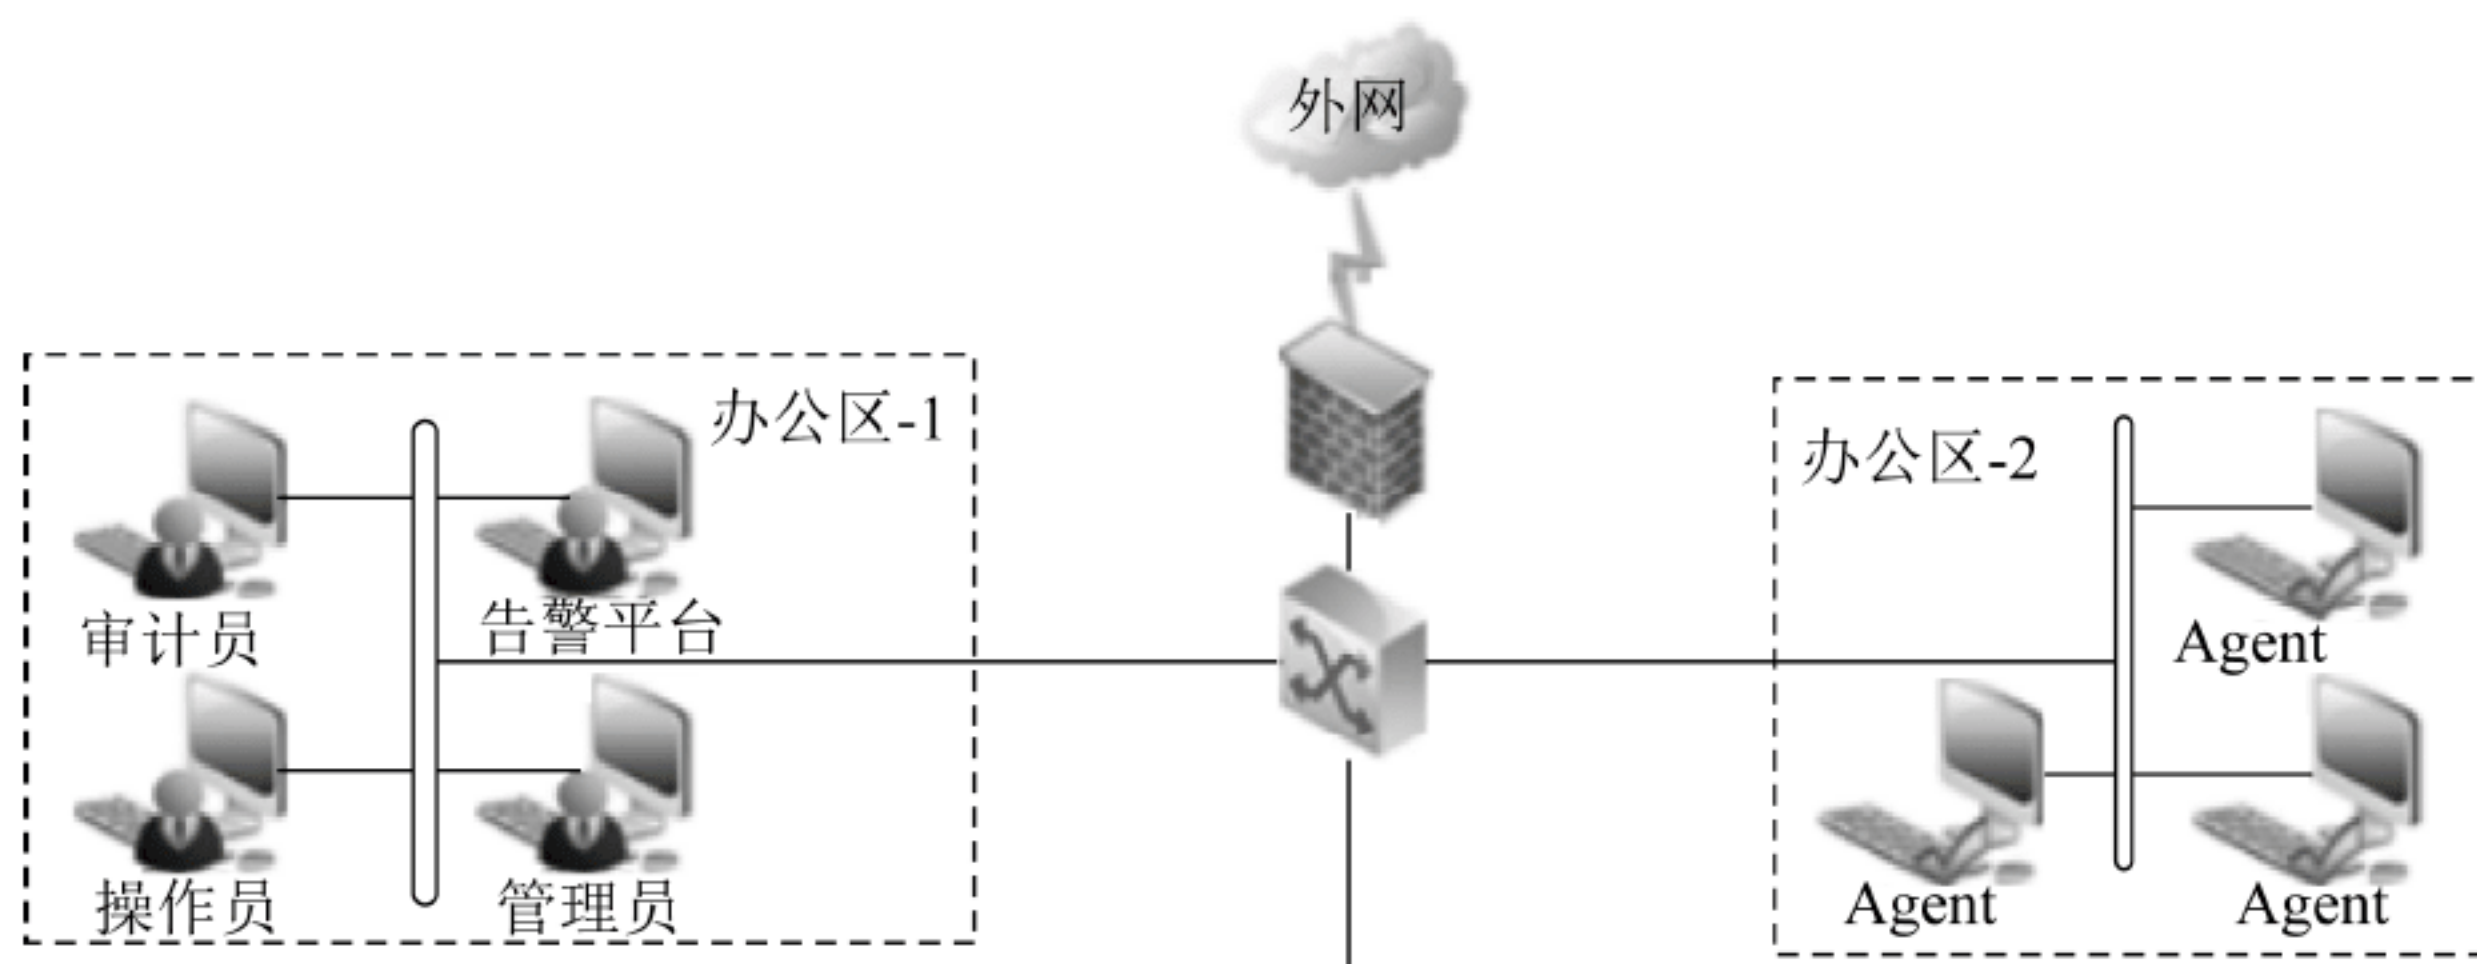 外网
办公区-1
审计员
告警平台
操作员
管理员
办公区-2
Agent
Agent
Agent